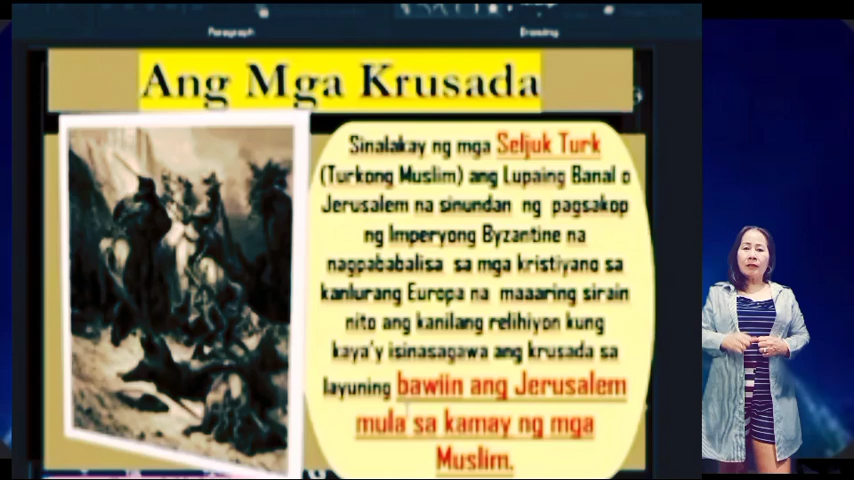 Paragraph
Ang Mga Krusada
Sinalakay ng mga Seljuk Turk
(Turkong Muslim) ang Lupaing Banal o
Jerusalem na sinundan ng pagsakop
ng Imperyong Byzantine na
nagpababalisa sa mga kristiyano sa
kanlurang Europa na maaaring sirain
nito ang kanilang relihiyon kung
kaya'y isinasagawa ang krusada sa
layuning bawiin ang Jerusalem
mula sa kamay ng mga
Muslim.